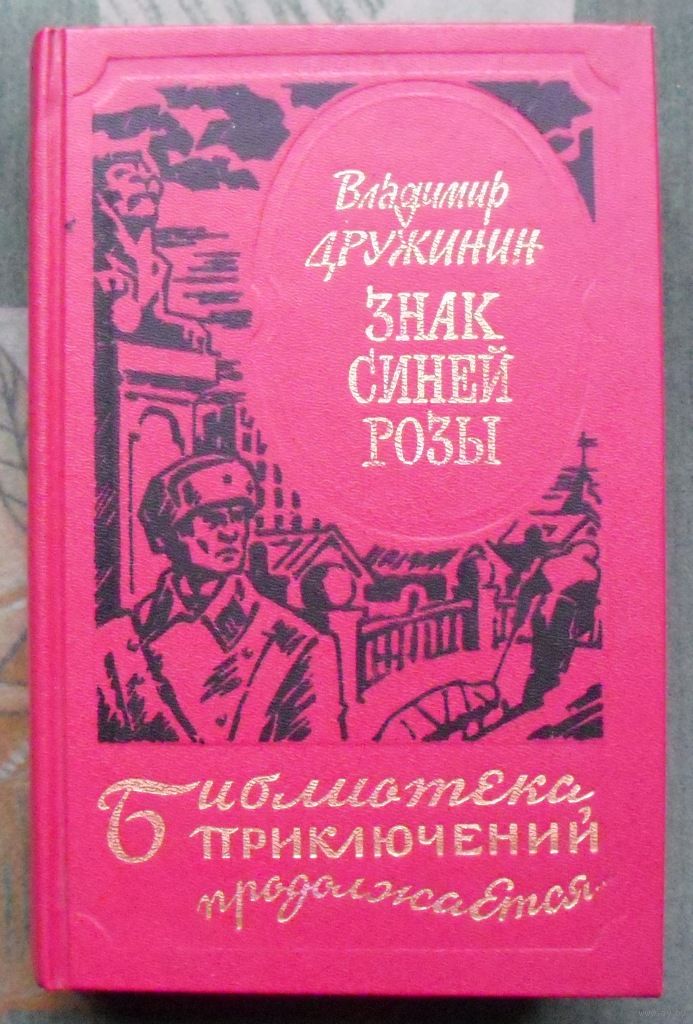 Владимир
ДРУЖИНИН
ЗНАК
СИНЕЙ
РОЗЫ
Библиотека
ПРИКЛЮЧЕНИЙ
продолжается